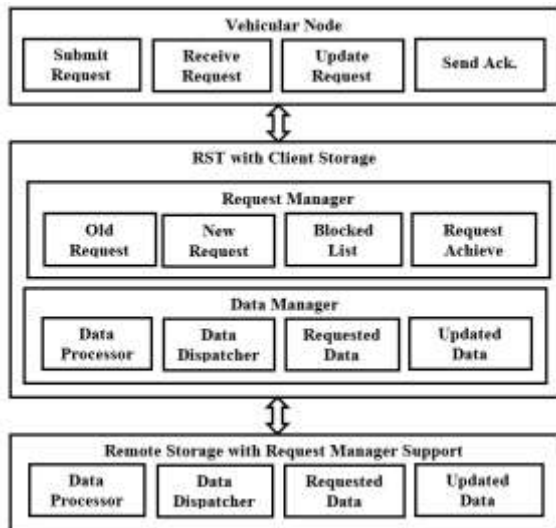 Vehicular Node
Submit Receive Update Send Ack.
Request Request Request
RST with Client Storage
Request Manager
Old New Blocked Request
Request Request List Achieve
Data Manager
Data Data Requested Updated
Processor Dispatcher Data Data
Remote Storage with Request Manager Support
Data Data Requested Updated
Processor Dispatcher Data Data